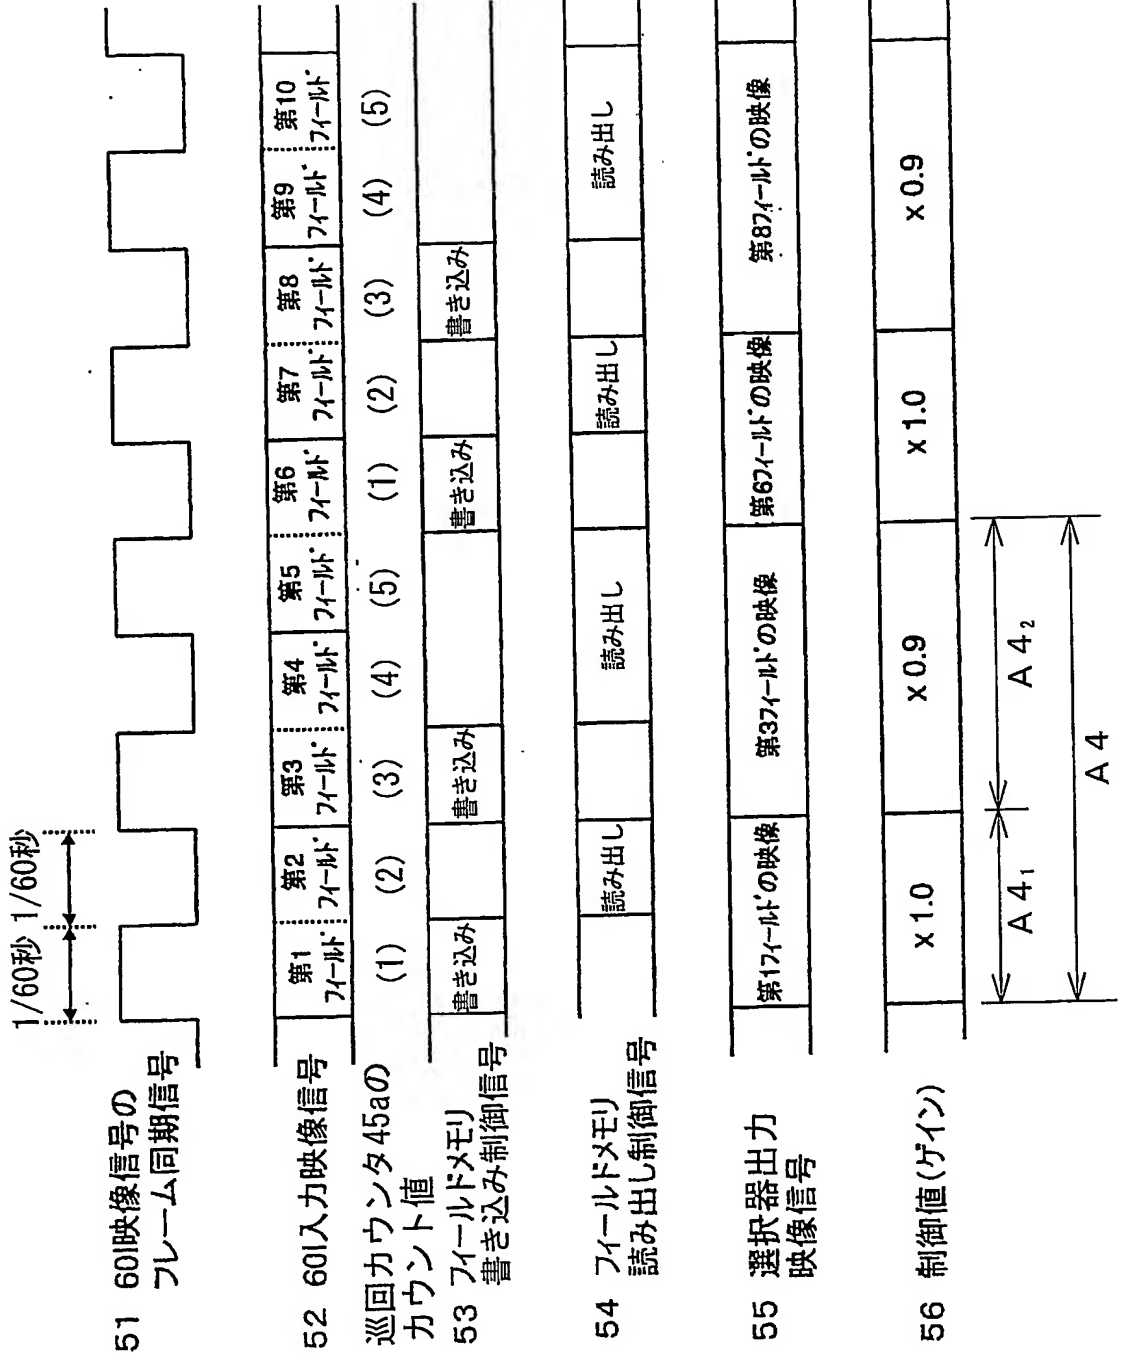 1/60秒 1/60秒
51 60I映像信号の
フレーム同期信号
52 60I入力映像信号
第1
フィールド
第2
フィールド
第3
フィールド
第4
フィールド
第5
フィールド
第6
フィールド
第7
フィールド
第8
フィールド
第9
フィールド
第10
フィールド
巡回カウンタ45aの
カウント値
(1) (2) (3) (4) (5) (1) (2) (3) (4) (5)
53 フィールドメモリ
書き込み制御信号
書き込み 書き込み 書き込み 書き込み
54 フィールドメモリ
読み出し制御信号
読み出し 読み出し 読み出し 読み出し
55 選択器出力
映像信号
第1フィールドの映像 第3フィールドの映像 第6フィールドの映像 第8フィールドの映像
56 制御値(ゲイン)
x 1.0 x 0.9 x 1.0 x 0.9
A 4₁ A 4₂
A 4